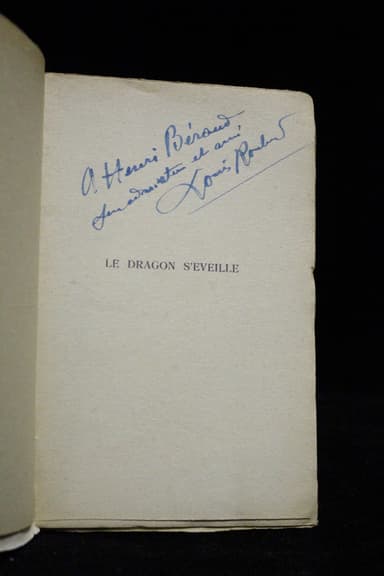 A Henri Béraud
son admirateur et ami
Louis Roubaud
LE DRAGON S'EVEILLE